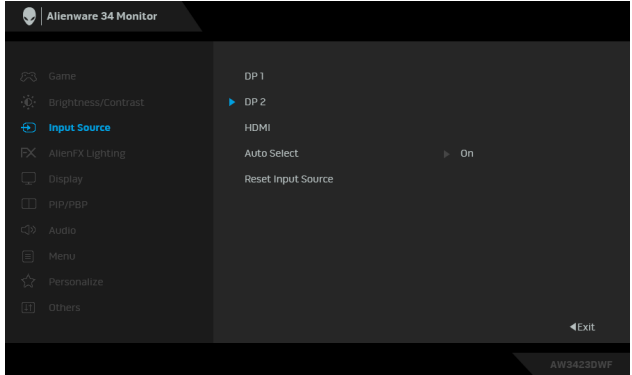 Alienware 34 Monitor
Game
Brightness/Contrast
Input Source
AlienFX Lighting
Display
PIP/PBP
Audio
Menu
Personalize
Others
DP 1
DP 2
HDMI
Auto Select On
Reset Input Source
Exit
AW3423DWF